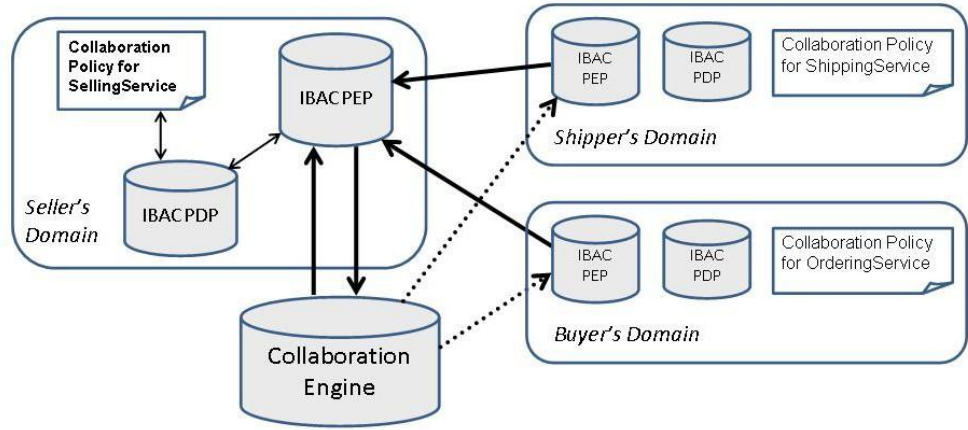 Collaboration
Policy for
SellingService
IBAC PEP
IBAC PDP
Seller's
Domain
Collaboration
Engine
IBAC
PEP
IBAC
PDP
Collaboration Policy
for ShippingService
Shipper's Domain
IBAC
PEP
IBAC
PDP
Collaboration Policy
for OrderingService
Buyer's Domain